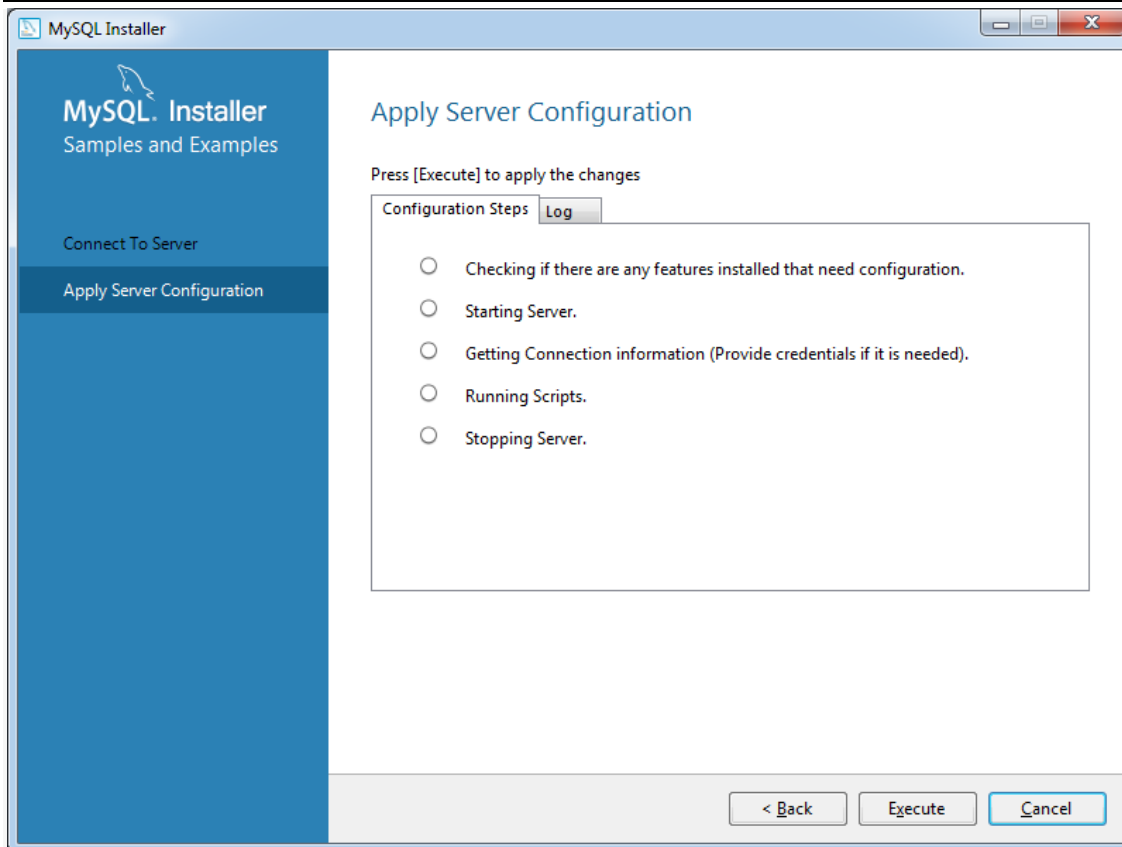 MySQL Installer
MySQL. Installer
Samples and Examples
Connect To Server
Apply Server Configuration
Apply Server Configuration
Press [Execute] to apply the changes
Configuration Steps Log
Checking if there are any features installed that need configuration.
Starting Server.
Getting Connection information (Provide credentials if it is needed).
Running Scripts.
Stopping Server.
< Back Execute Cancel